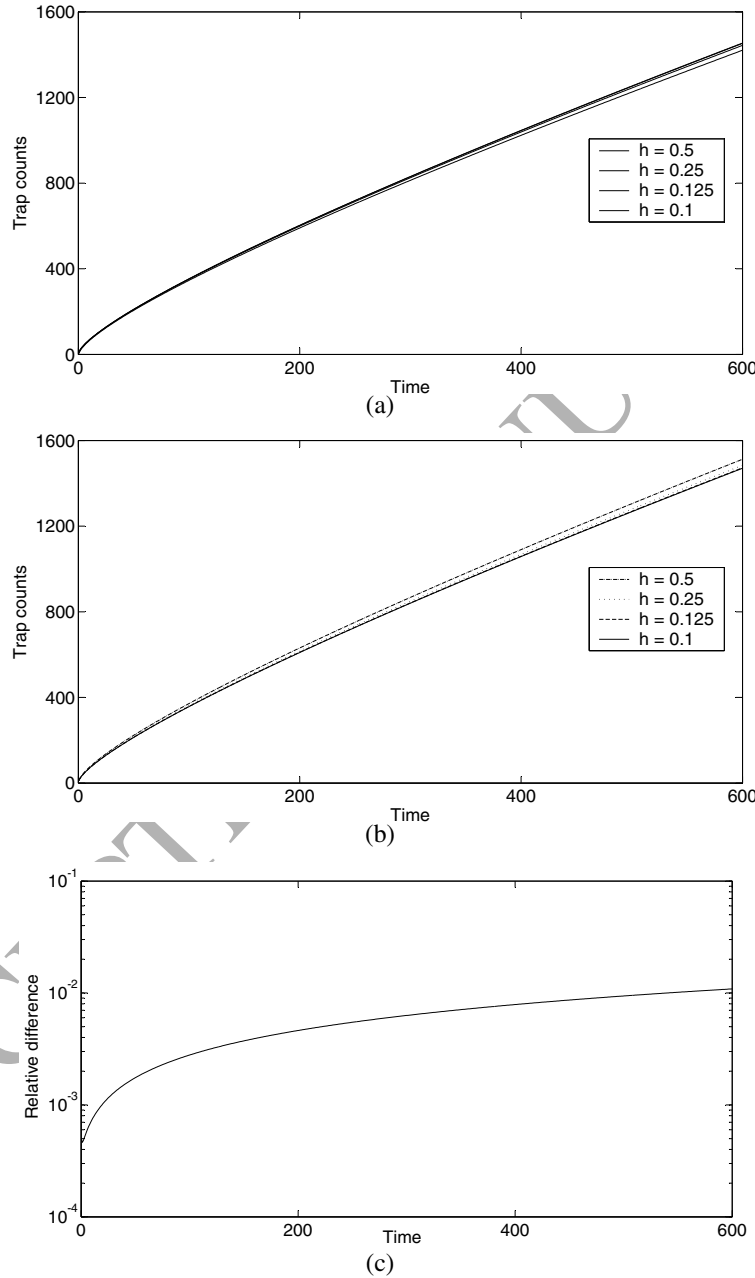 1600
1200
800
400
0
Trap counts
h = 0.5
h = 0.25
h = 0.125
h = 0.1
0
200
400
600
Time
(a)
1600
1200
800
400
0
Trap counts
h = 0.5
h = 0.25
h = 0.125
h = 0.1
0
200
400
600
Time
(b)
10^-1
10^-2
10^-3
10^-4
Relative difference
0
200
400
600
Time
(c)